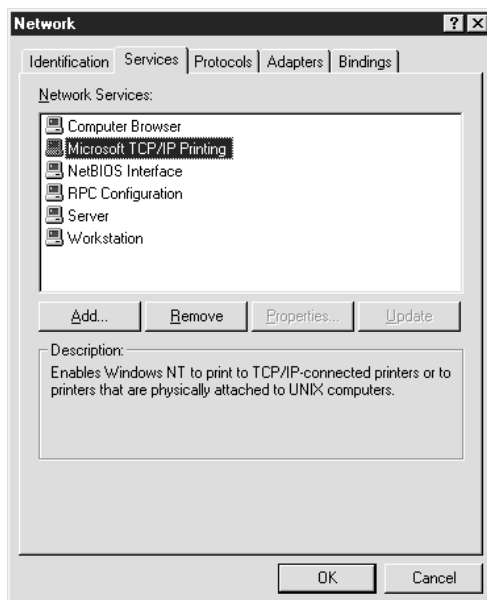 Network
Identification Services Protocols Adapters Bindings
Network Services:
Computer Browser
Microsoft TCP/IP Printing
NetBIOS Interface
RPC Configuration
Server
Workstation
Add... Remove Properties... Update
Description:
Enables Windows NT to print to TCP/IP-connected printers or to
printers that are physically attached to UNIX computers.
OK Cancel